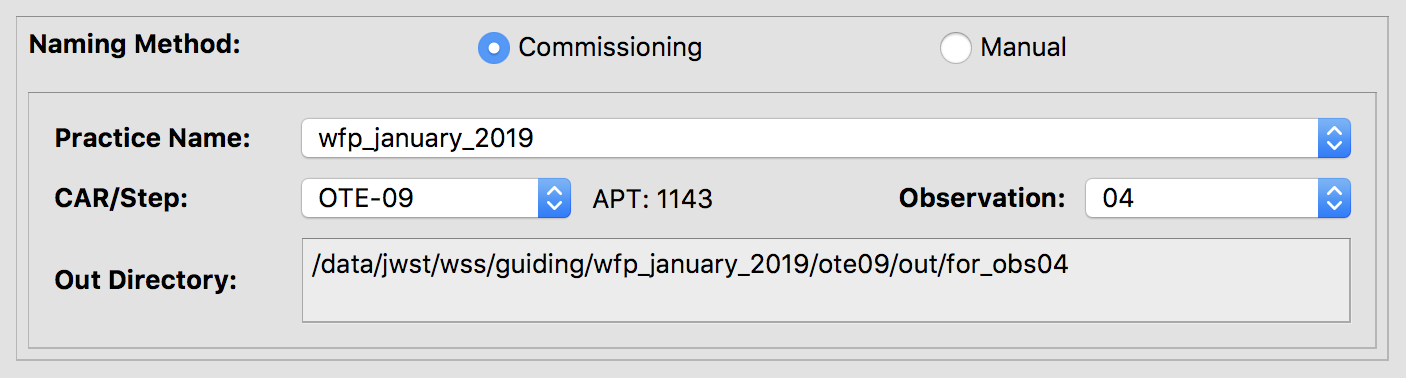 Naming Method: Commissioning Manual
Practice Name: wfp_january_2019
CAR/Step: OTE-09 APT: 1143 Observation: 04
Out Directory: /data/jwst/wss/guiding/wfp_january_2019/ote09/out/for_obs04